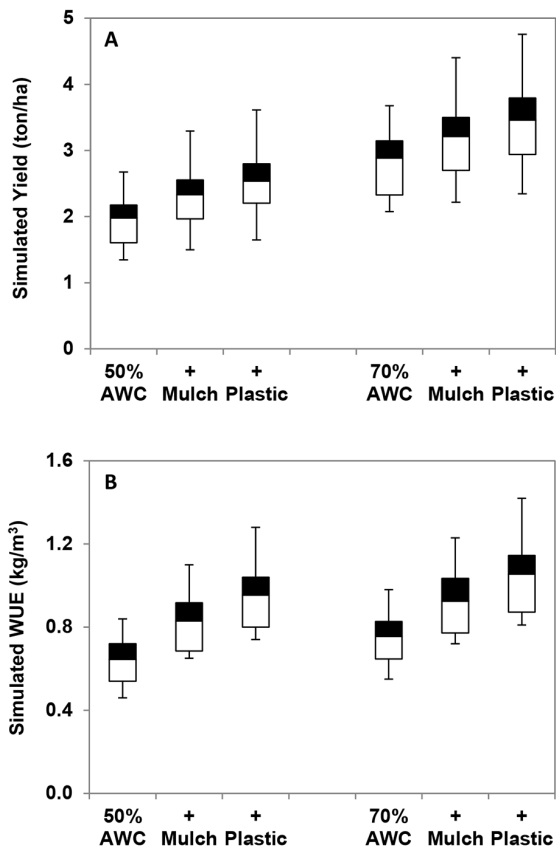 5
A
4
3
2
1
0
Simulated Yield (ton/ha)
50% + + 70% + +
AWC Mulch Plastic AWC Mulch Plastic
1.6
B
1.2
0.8
0.4
0.0
Simulated WUE (kg/m³)
50% + + 70% + +
AWC Mulch Plastic AWC Mulch Plastic